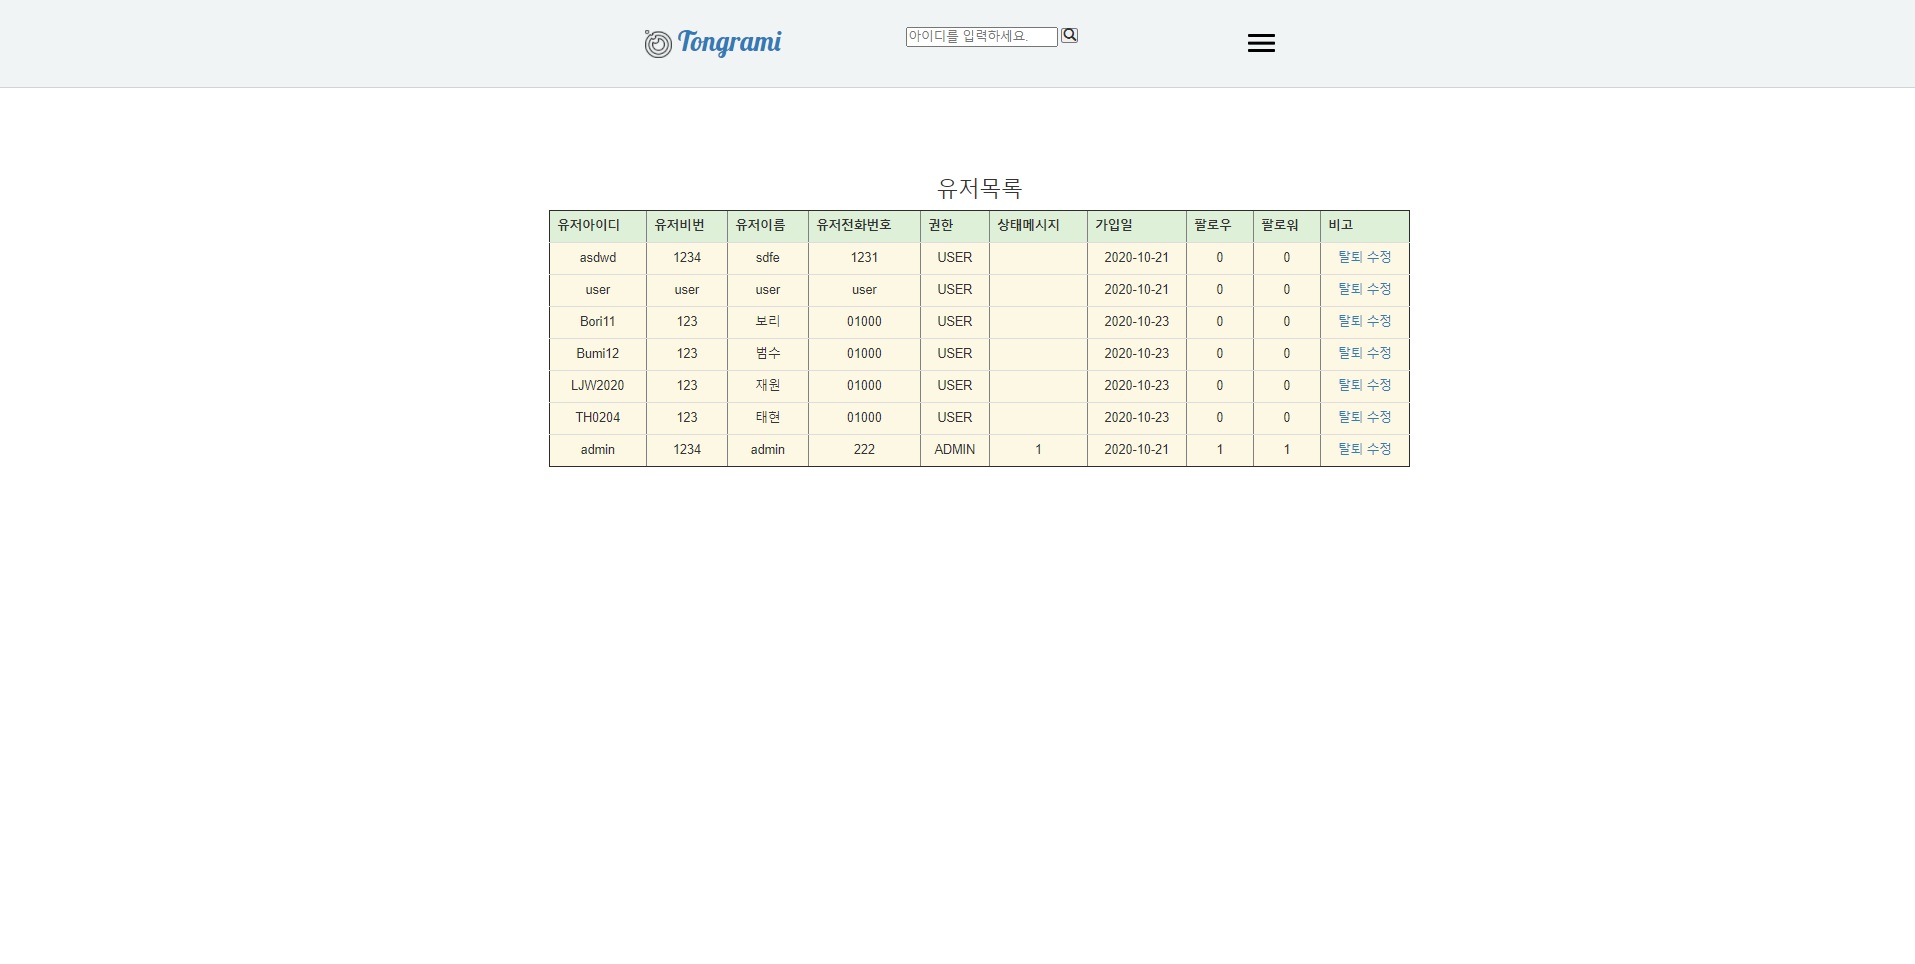 Tongrami 아이디를 입력하세요.
유저목록
유저아이디 유저비번 유저이름 유저전화번호 권한 상태메시지 가입일 팔로우 팔로워 비고
asdwd 1234 sdfe 1231 USER 2020-10-21 0 0 탈퇴 수정
user user user user USER 2020-10-21 0 0 탈퇴 수정
Bori11 123 보리 01000 USER 2020-10-23 0 0 탈퇴 수정
Bumi12 123 범수 01000 USER 2020-10-23 0 0 탈퇴 수정
LJW2020 123 재원 01000 USER 2020-10-23 0 0 탈퇴 수정
TH0204 123 태현 01000 USER 2020-10-23 0 0 탈퇴 수정
admin 1234 admin 222 ADMIN 1 2020-10-21 1 1 탈퇴 수정